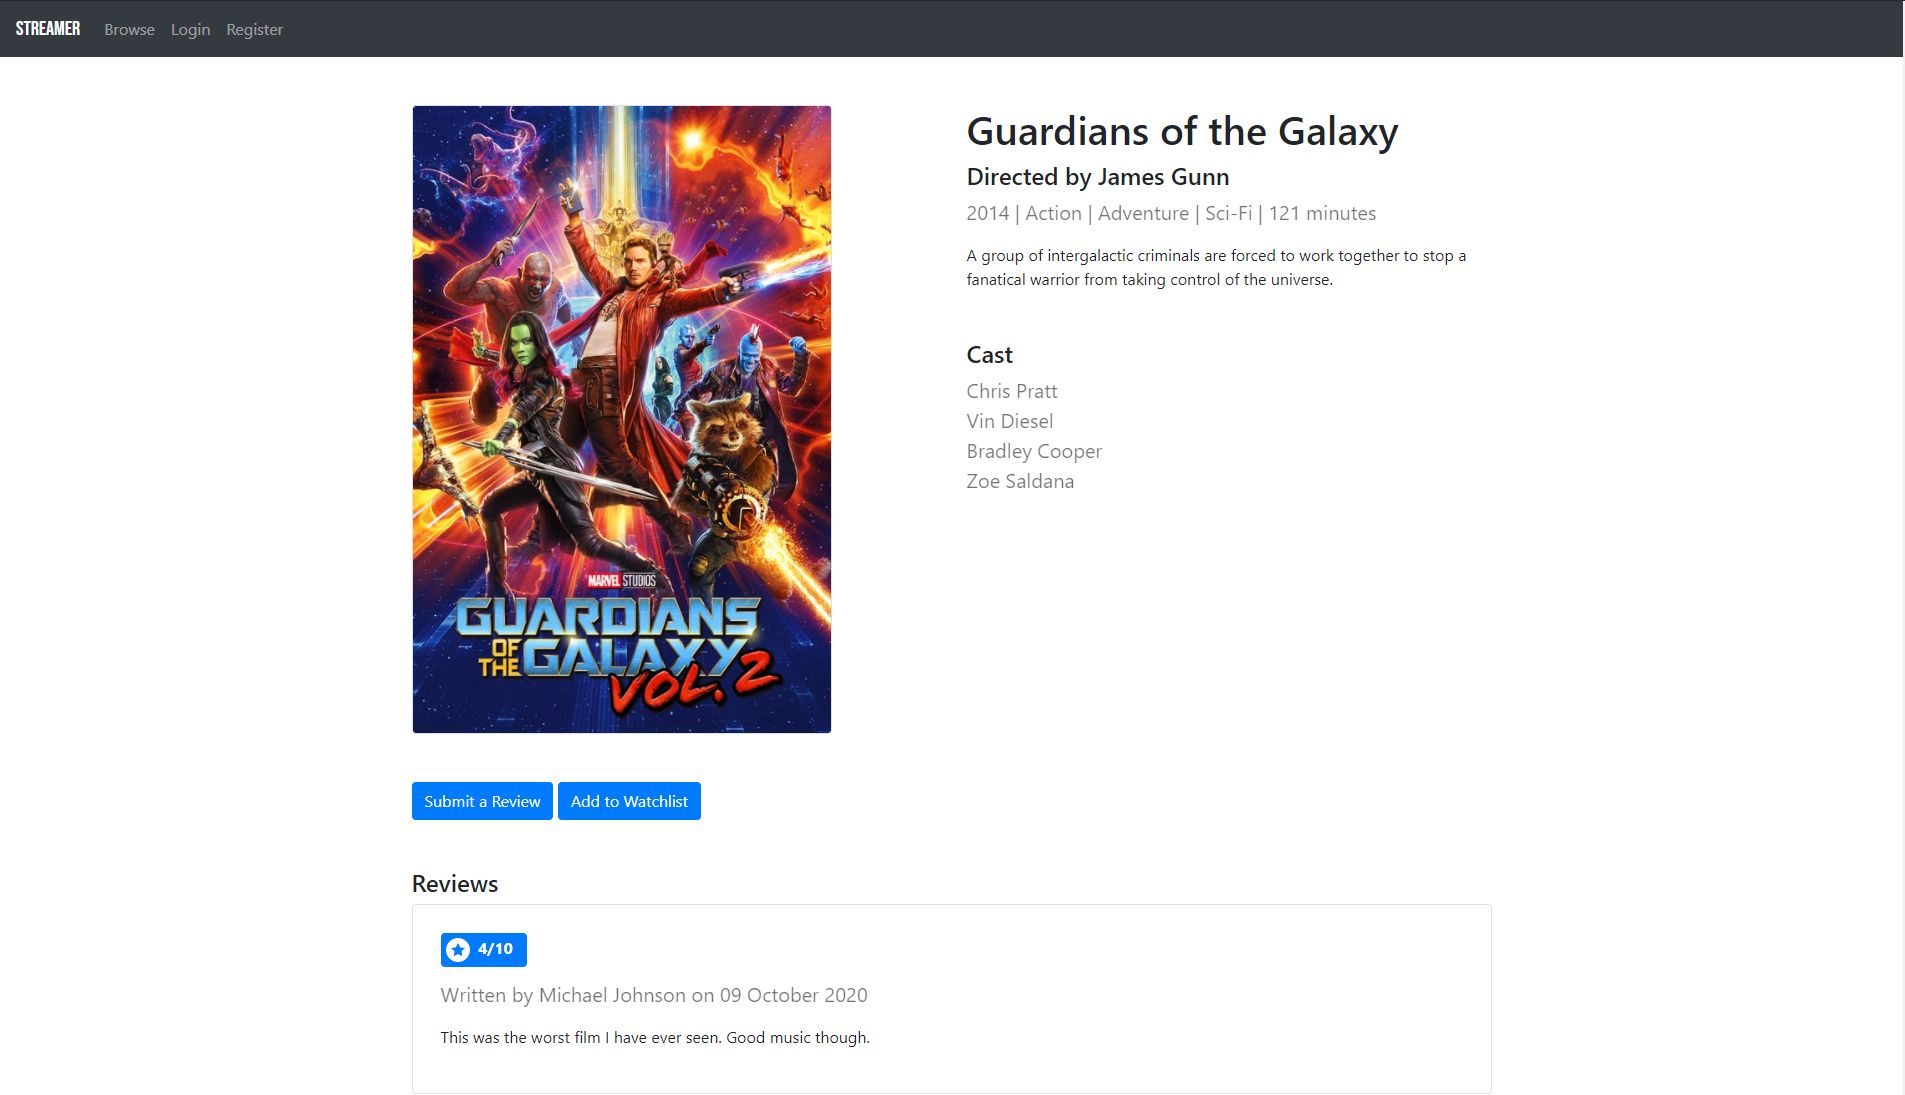 STREAMER Browse Login Register
MARVEL STUDIOS
GUARDIANS
OF THE GALAXY
VOL. 2
Guardians of the Galaxy
Directed by James Gunn
2014 | Action | Adventure | Sci-Fi | 121 minutes
A group of intergalactic criminals are forced to work together to stop a
fanatical warrior from taking control of the universe.
Cast
Chris Pratt
Vin Diesel
Bradley Cooper
Zoe Saldana
Submit a Review Add to Watchlist
Reviews
4/10
Written by Michael Johnson on 09 October 2020
This was the worst film I have ever seen. Good music though.